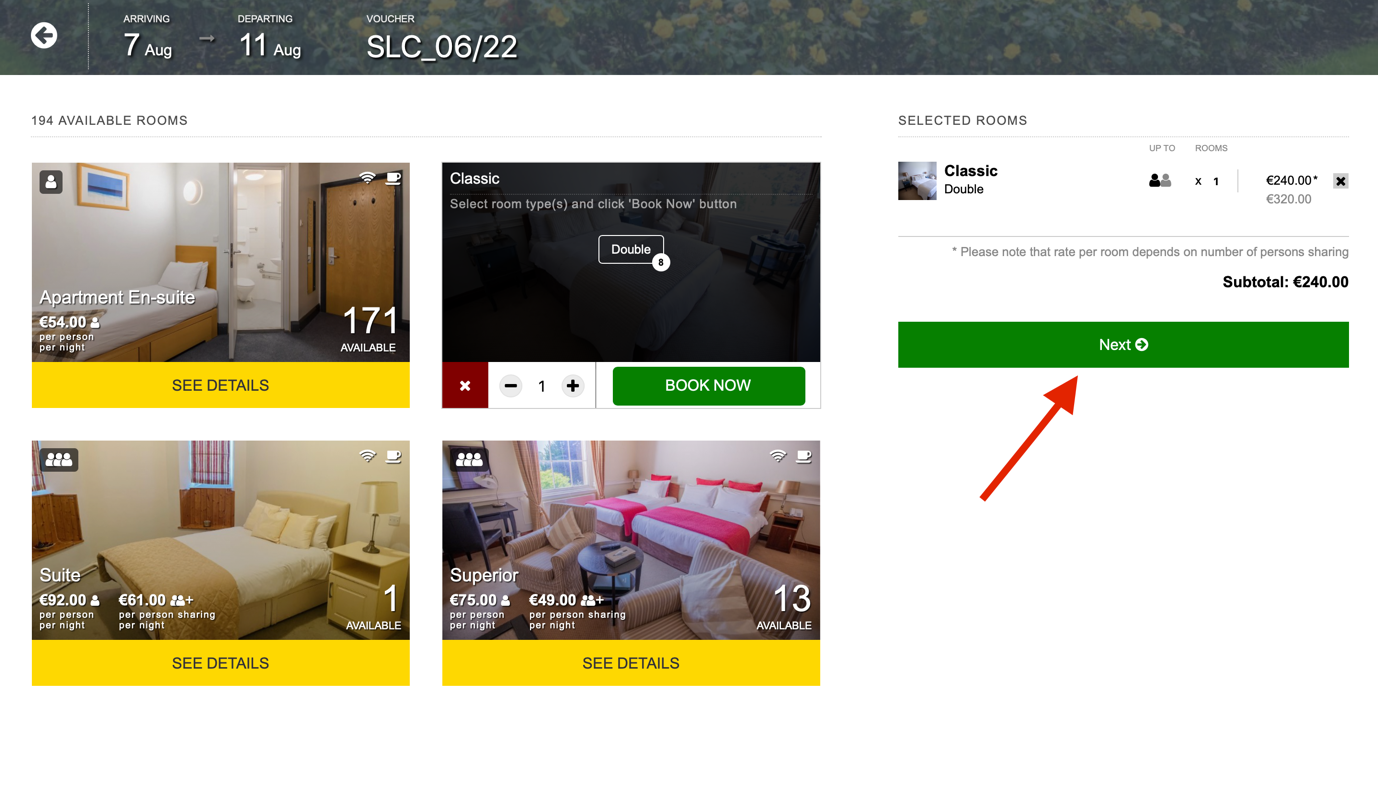 ARRIVING
7 Aug
DEPARTING
11 Aug
VOUCHER
SLC_06/22
194 AVAILABLE ROOMS
Apartment En-suite
€54.00
per person
per night
171
AVAILABLE
SEE DETAILS
Classic
Select room type(s) and click 'Book Now' button
Double
8
1
BOOK NOW
Suite
€92.00
per person
per night
€61.00 +
per person sharing
per night
1
AVAILABLE
SEE DETAILS
Superior
€75.00
per person
per night
€49.00 +
per person sharing
per night
13
AVAILABLE
SEE DETAILS
SELECTED ROOMS
UP TO ROOMS
Classic
Double
x 1
€240.00*
€320.00
* Please note that rate per room depends on number of persons sharing
Subtotal: €240.00
Next